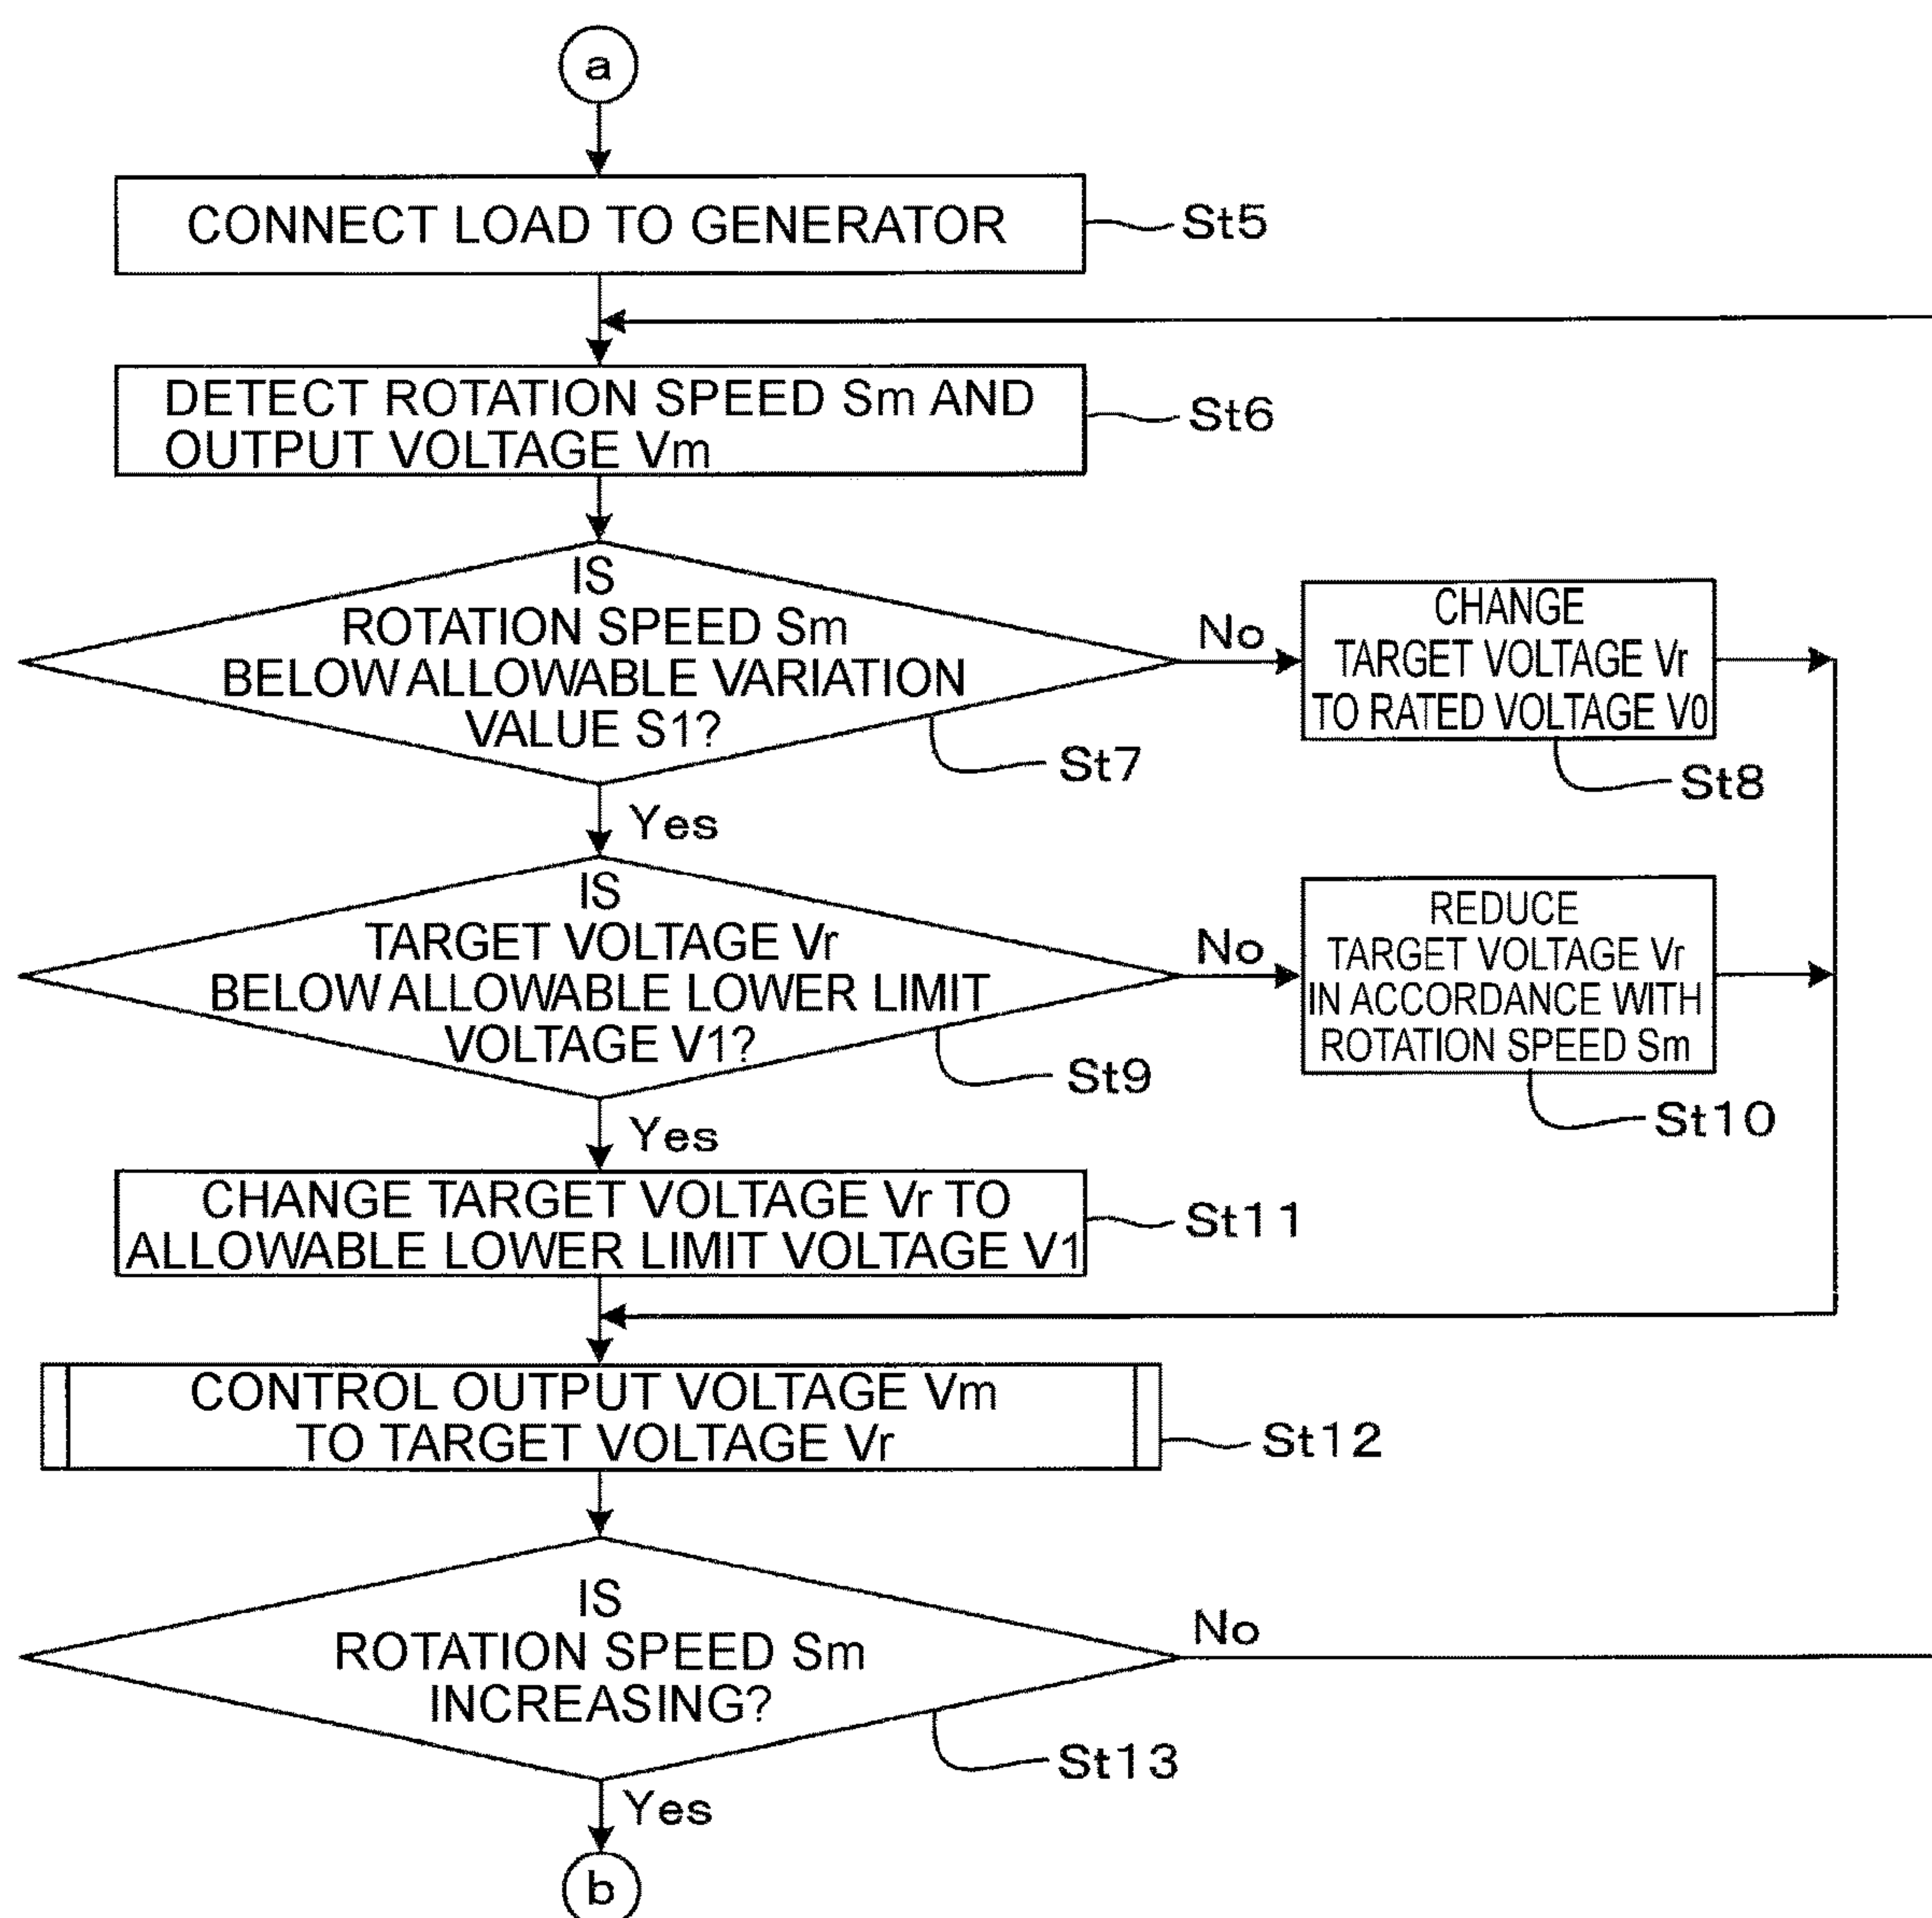 a
CONNECT LOAD TO GENERATOR
St5
DETECT ROTATION SPEED Sm AND
OUTPUT VOLTAGE Vm
St6
IS
ROTATION SPEED Sm
BELOW ALLOWABLE VARIATION
VALUE S1?
St7
No
CHANGE
TARGET VOLTAGE Vr
TO RATED VOLTAGE V0
St8
Yes
IS
TARGET VOLTAGE Vr
BELOW ALLOWABLE LOWER LIMIT
VOLTAGE V1?
St9
No
REDUCE
TARGET VOLTAGE Vr
IN ACCORDANCE WITH
ROTATION SPEED Sm
St10
Yes
CHANGE TARGET VOLTAGE Vr TO
ALLOWABLE LOWER LIMIT VOLTAGE V1
St11
CONTROL OUTPUT VOLTAGE Vm
TO TARGET VOLTAGE Vr
St12
IS
ROTATION SPEED Sm
INCREASING?
St13
No
Yes
b